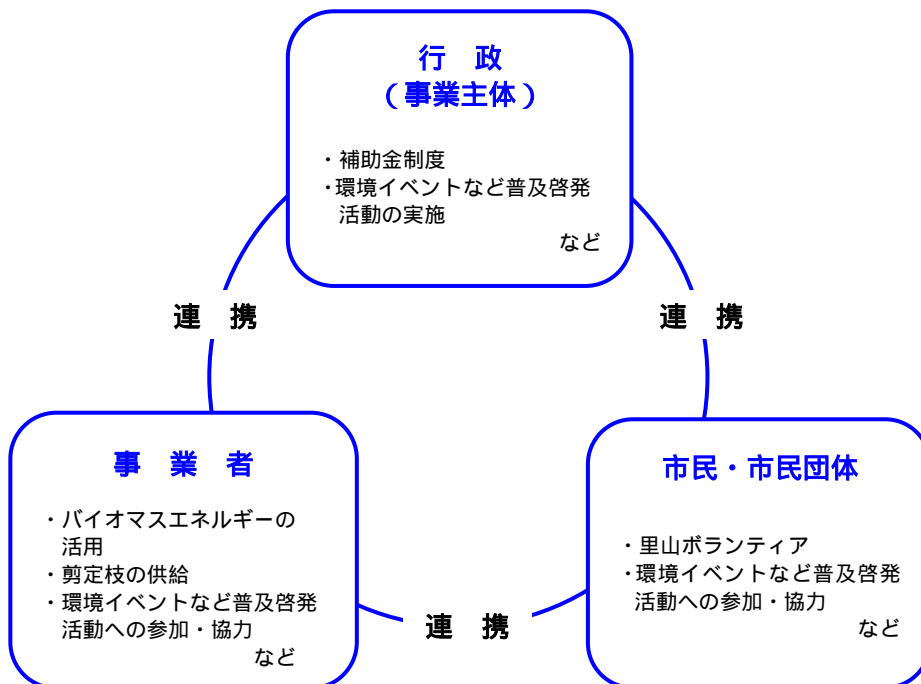 行　政
（事業主体）
・補助金制度
・環境イベントなど普及啓発
活動の実施
など
連　携
連　携
事　業　者
・バイオマスエネルギーの
活用
・剪定枝の供給
・環境イベントなど普及啓発
活動への参加・協力
など
市民・市民団体
・里山ボランティア
・環境イベントなど普及啓発
活動への参加・協力
など
連　携